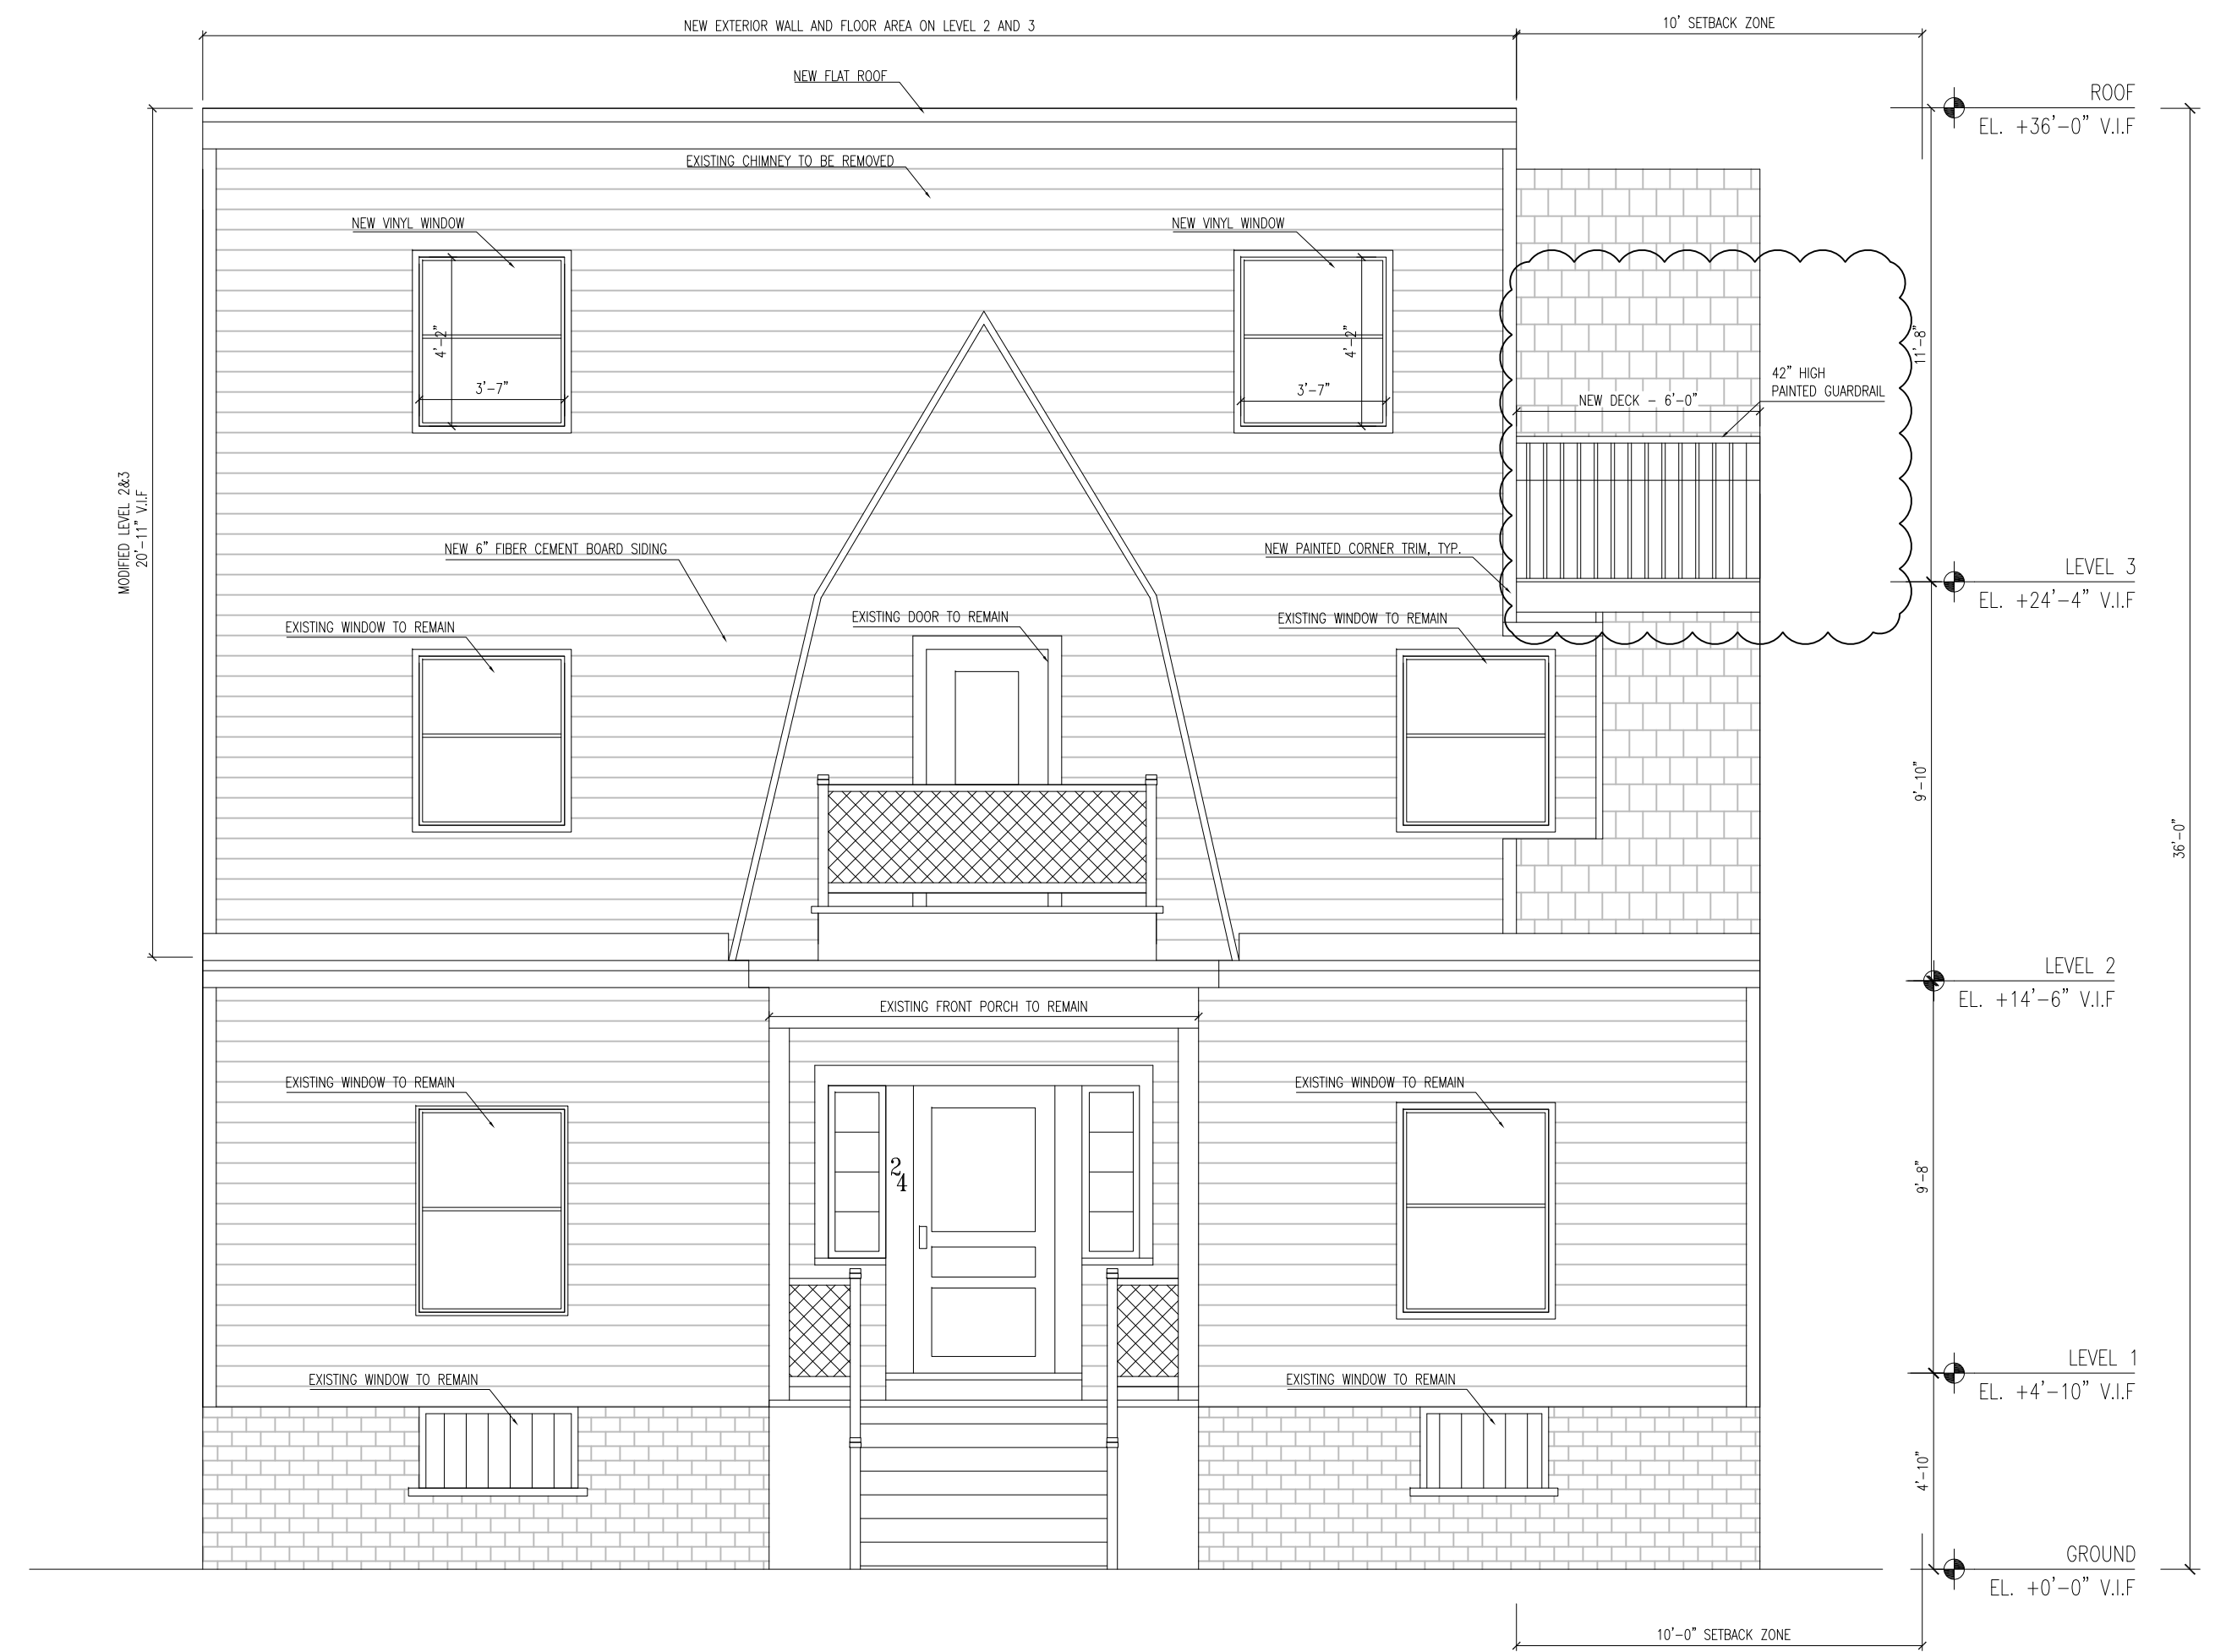 NEW EXTERIOR WALL AND FLOOR AREA ON LEVEL 2 AND 3
10' SETBACK ZONE
NEW FLAT ROOF
ROOF
EL. +36'-0" V.I.F
EXISTING CHIMNEY TO BE REMOVED
NEW VINYL WINDOW
NEW VINYL WINDOW
4'-2"
3'-7"
4'-2"
3'-7"
11'-8"
42" HIGH
PAINTED GUARDRAIL
NEW DECK - 6'-0"
MODIFIED LEVEL 2&3
20'-11" V.I.F
NEW 6" FIBER CEMENT BOARD SIDING
NEW PAINTED CORNER TRIM, TYP.
LEVEL 3
EL. +24'-4" V.I.F
EXISTING WINDOW TO REMAIN
EXISTING DOOR TO REMAIN
EXISTING WINDOW TO REMAIN
9'-10"
36'-0"
LEVEL 2
EL. +14'-6" V.I.F
EXISTING FRONT PORCH TO REMAIN
EXISTING WINDOW TO REMAIN
EXISTING WINDOW TO REMAIN
2
4
9'-8"
LEVEL 1
EL. +4'-10" V.I.F
EXISTING WINDOW TO REMAIN
EXISTING WINDOW TO REMAIN
4'-10"
GROUND
EL. +0'-0" V.I.F
10'-0" SETBACK ZONE